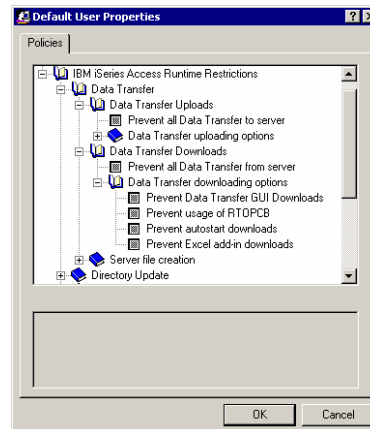 Default User Properties
Policies
IBM iSeries Access Runtime Restrictions
Data Transfer
Data Transfer Uploads
Prevent all Data Transfer to server
Data Transfer uploading options
Data Transfer Downloads
Prevent all Data Transfer from server
Data Transfer downloading options
Prevent Data Transfer GUI Downloads
Prevent usage of RTOPCB
Prevent autostart downloads
Prevent Excel add-in downloads
Server file creation
Directory Update
OK
Cancel